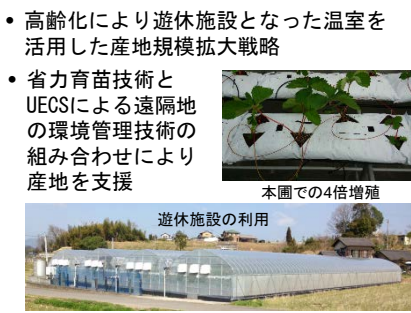 • 高齢化により遊休施設となった温室を
活用した産地規模拡大戦略
• 省力育苗技術と
UECSによる遠隔地
の環境管理技術の
組み合わせにより
産地を支援
本圃での4倍増殖
遊休施設の利用